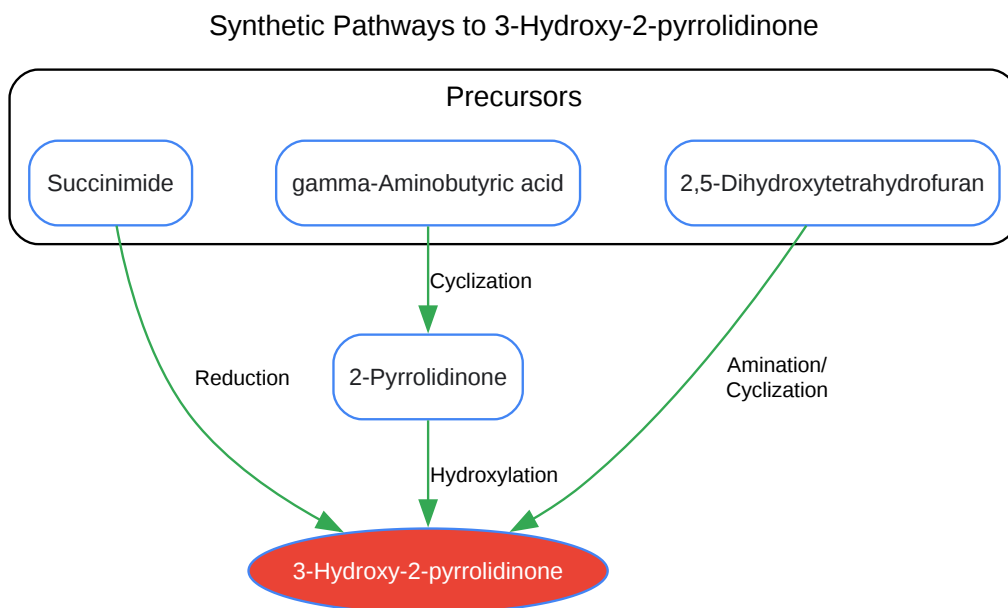 Synthetic Pathways to 3-Hydroxy-2-pyrrolidinone
Precursors
Succinimide
gamma-Aminobutyric acid
2,5-Dihydroxytetrahydrofuran
Cyclization
Reduction
2-Pyrrolidinone
Amination/
Cyclization
Hydroxylation
3-Hydroxy-2-pyrrolidinone